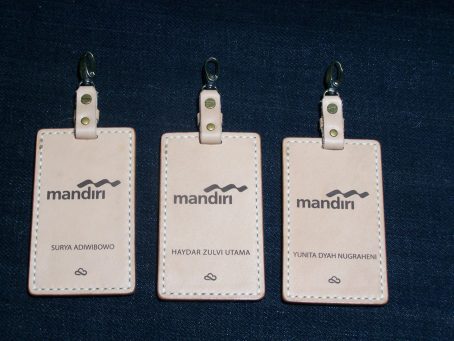 mandiri
SURYA ADIWIBOWO
mandiri
HAYDAR ZULVI UTAMA
mandiri
YUNITA DYAH NUGRAHENI